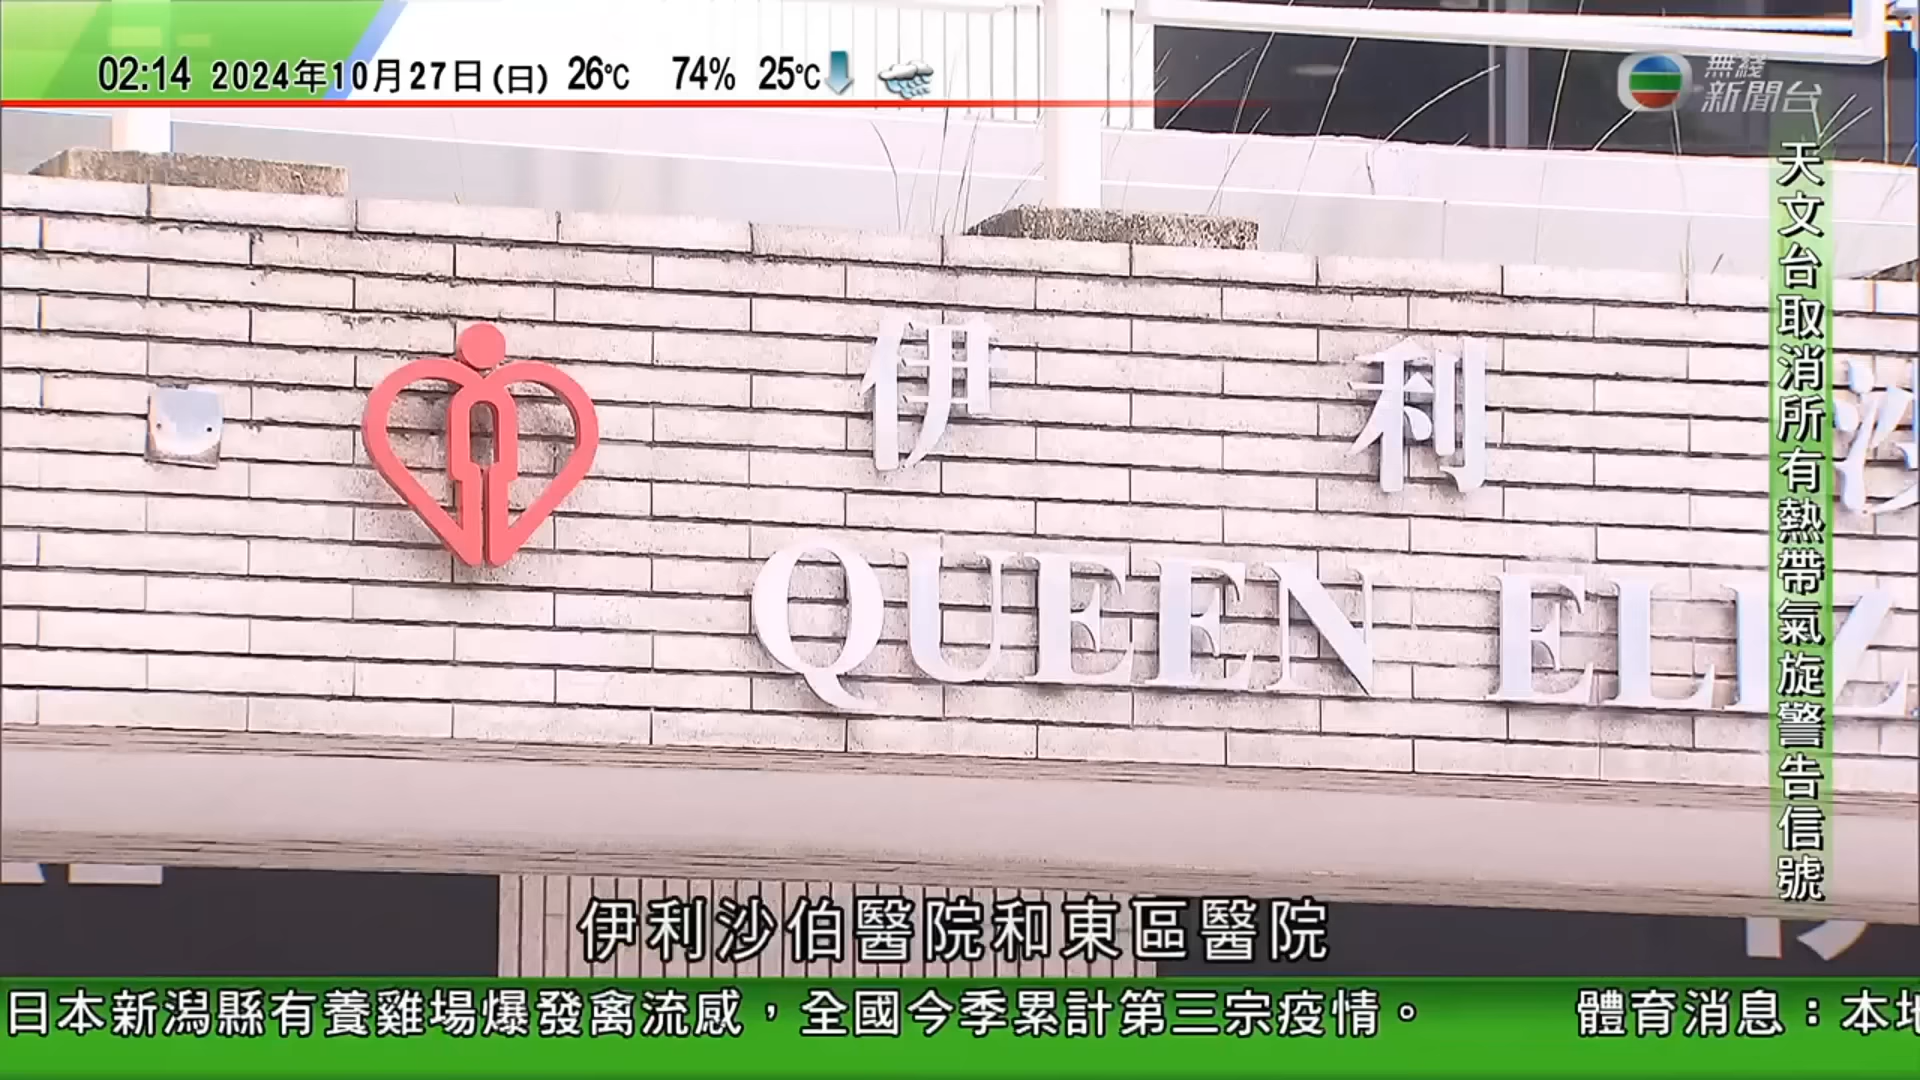 02:14 2024年10月27日(日) 26℃ 74% 25℃
無綫
新聞台
天文台取消所有熱帶氣旋警告信號
伊利沙
QUEEN ELIZ
伊利沙伯醫院和東區醫院
日本新潟縣有養雞場爆發禽流感，全國今季累計第三宗疫情。 體育消息：本地